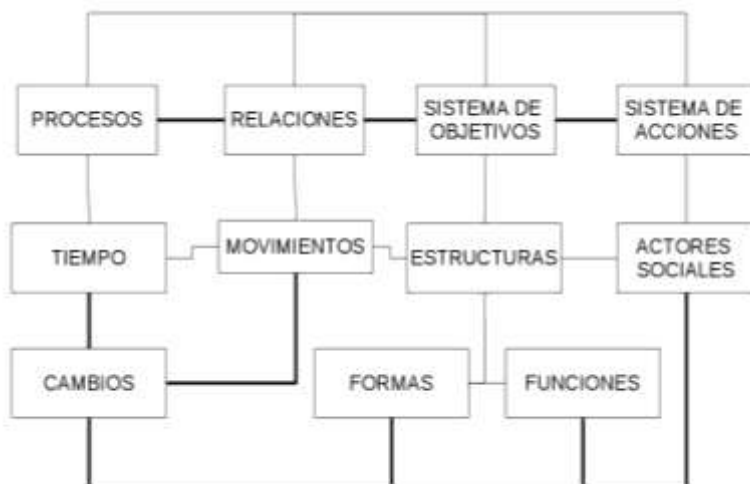 PROCESOS
RELACIONES
SISTEMA DE
OBJETIVOS
SISTEMA DE
ACCIONES
TIEMPO
MOVIMIENTOS
ESTRUCTURAS
ACTORES
SOCIALES
CAMBIOS
FORMAS
FUNCIONES